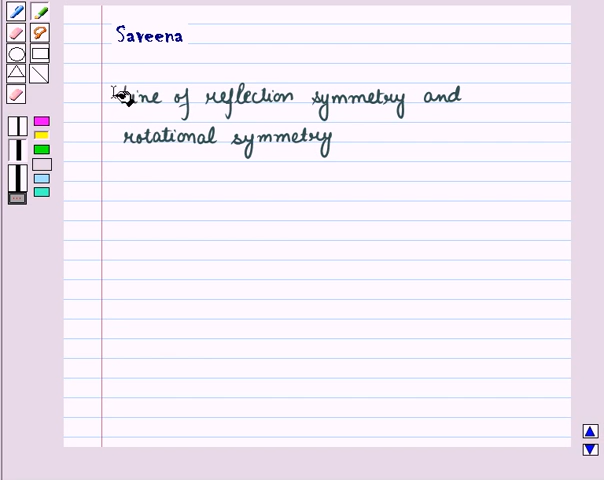 Saveena
Line of reflection symmetry and
rotational symmetry